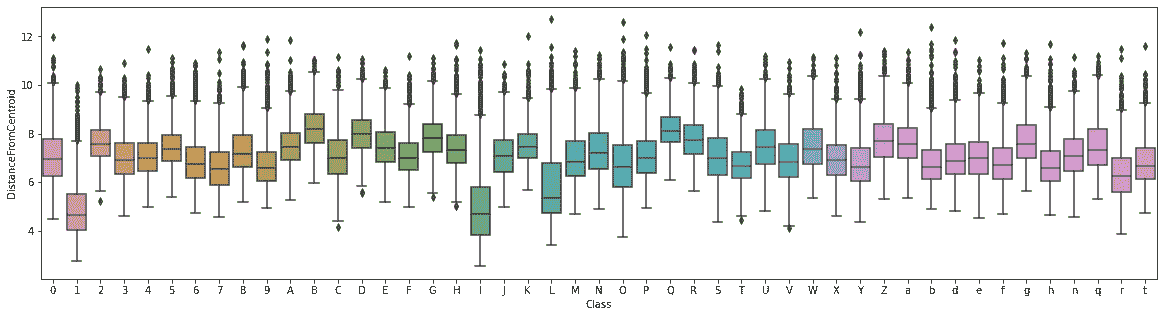 12
10
8
6
4
DistanceFromCentroid
0 1 2 3 4 5 6 7 8 9 A B C D E F G H I J K L M N O P Q R S T U V W X Y Z a b d e f g h n q r t
Class